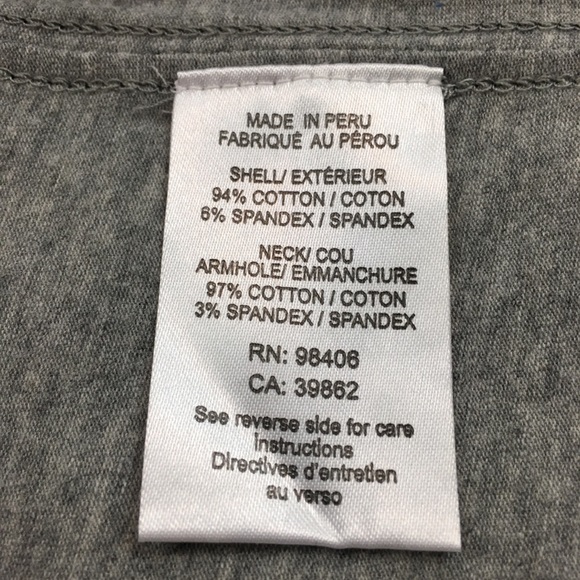 MADE IN PERU
FABRIQUÉ AU PÉROU
SHELL/ EXTÉRIEUR
94% COTTON / COTON
6% SPANDEX / SPANDEX
NECK/ COU
ARMHOLE/ EMMANCHURE
97% COTTON / COTON
3% SPANDEX / SPANDEX
RN: 98406
CA: 39862
See reverse side for care
instructions
Directives d'entretien
au verso